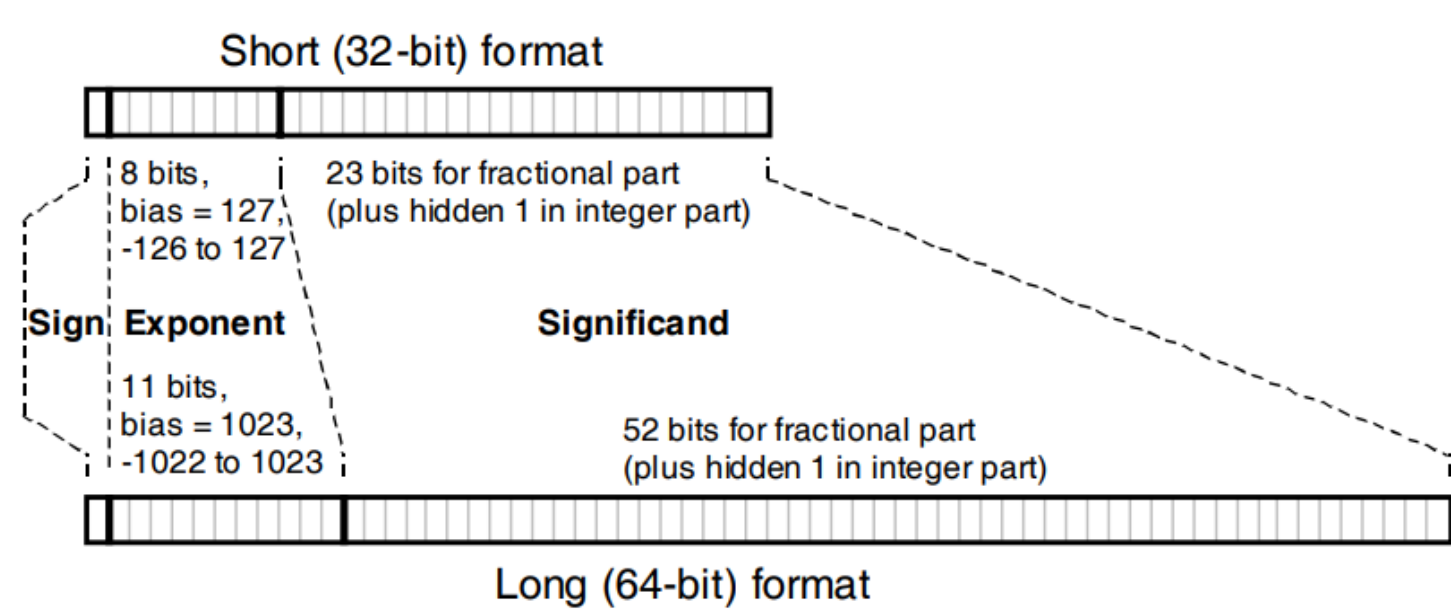 Short (32-bit) format
8 bits,
bias = 127,
-126 to 127
23 bits for fractional part
(plus hidden 1 in integer part)
Sign Exponent Significand
11 bits,
bias = 1023,
-1022 to 1023
52 bits for fractional part
(plus hidden 1 in integer part)
Long (64-bit) format